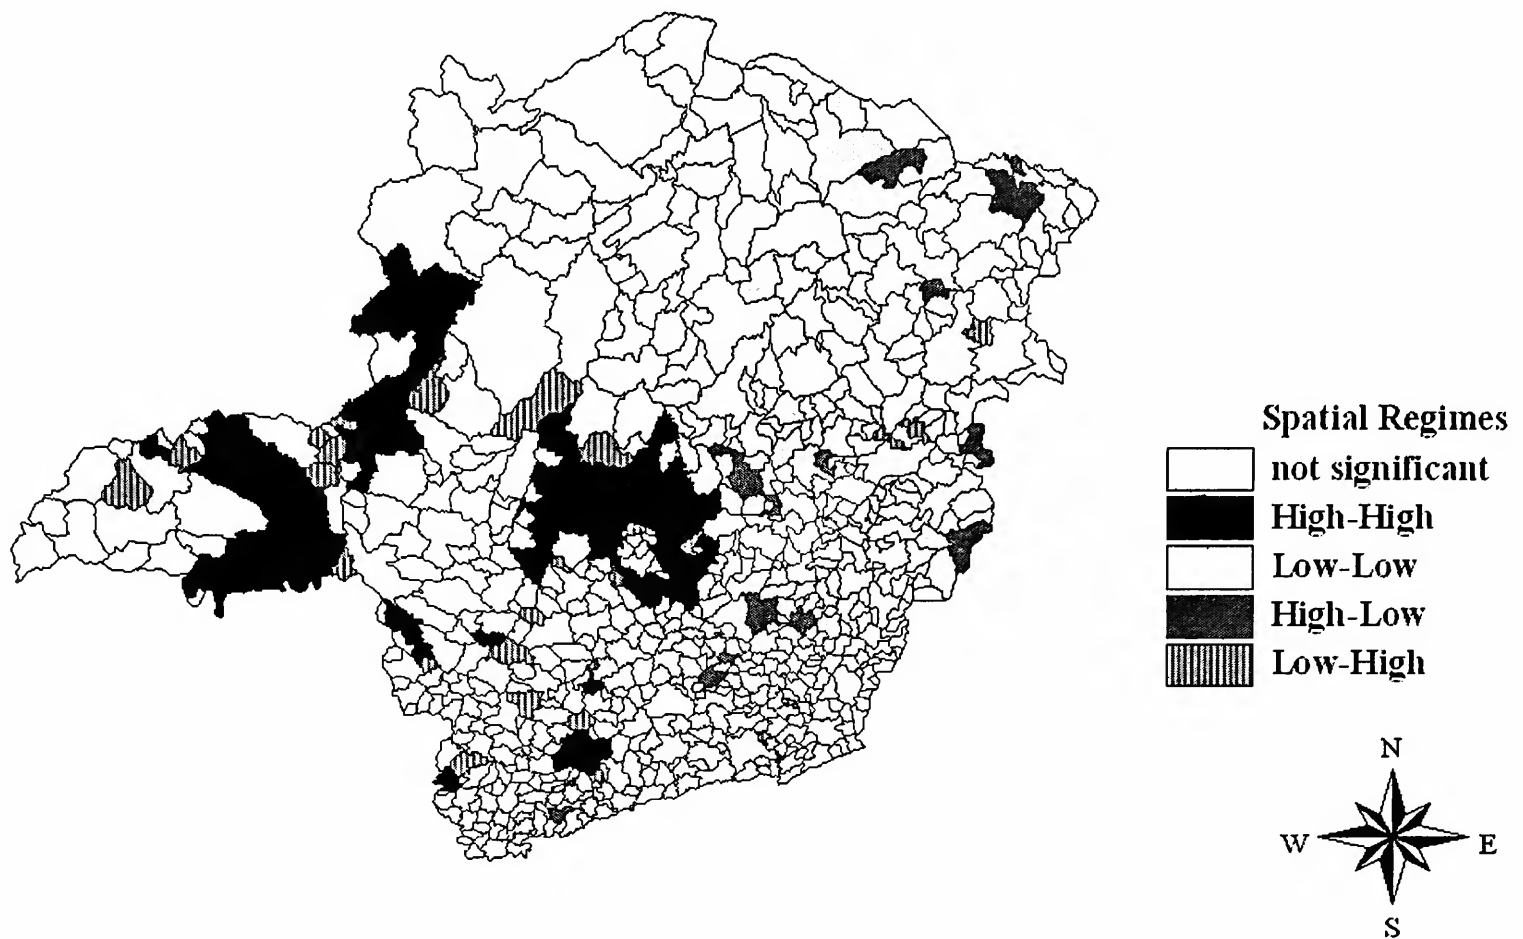 Spatial Regimes
not significant
High-High
Low-Low
High-Low
Low-High
N
W E
S